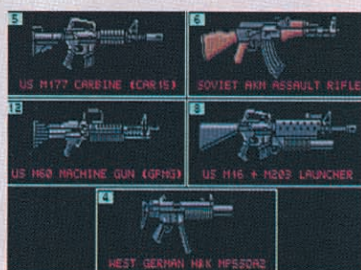 5
US M177 CARBINE (CAR15)
6
SOVIET AKM ASSAULT RIFLE
12
US M60 MACHINE GUN (GPMG)
8
US M16 + M203 LAUNCHER
4
WEST GERMAN H&K MP5SDA2